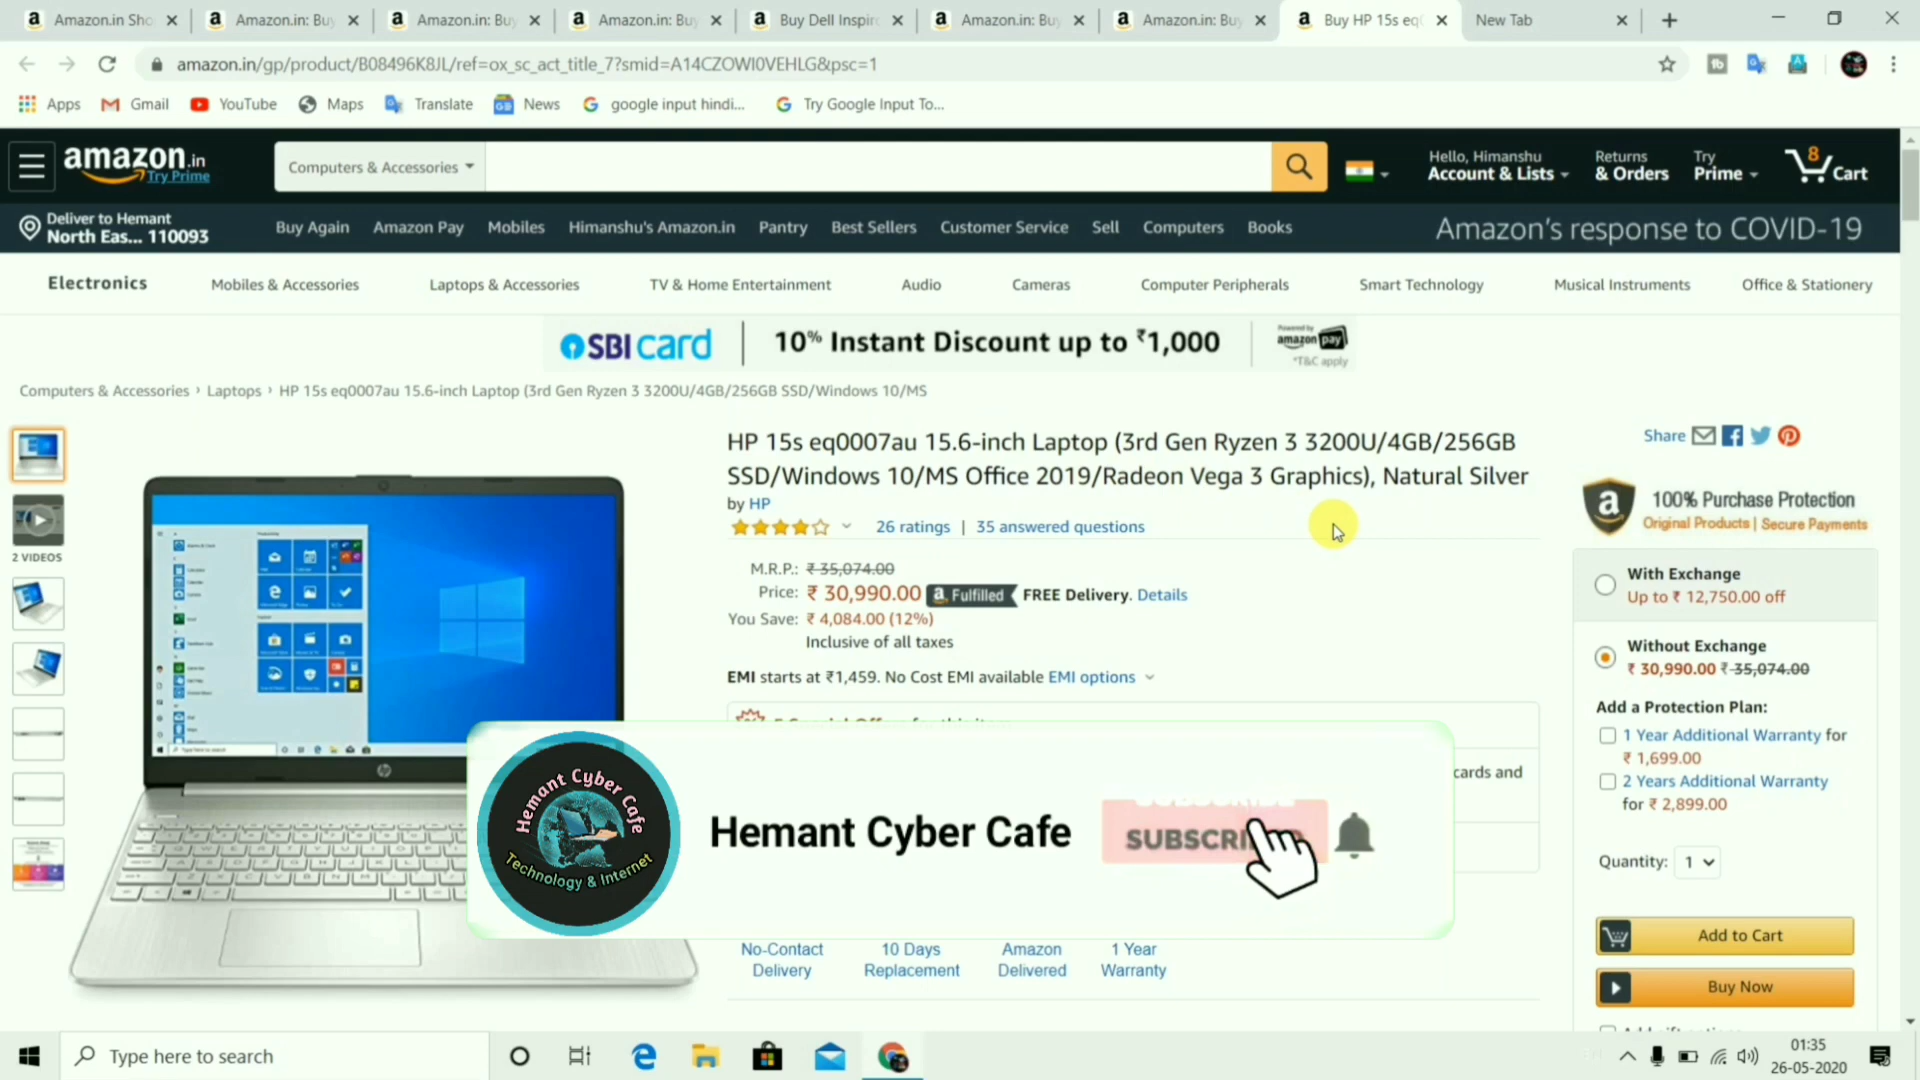 Amazon.in Sho
Amazon.in: Buy
Amazon.in: Buy
Amazon.in: Buy
Buy Dell Inspir
Amazon.in: Buy
Amazon.in: Buy
Buy HP 15s eq
New Tab
amazon.in/gp/product/B08496K8JL/ref=ox_sc_act_title_7?smid=A14CZOWI0VEHLG&psc=1
Apps
Gmail
YouTube
Maps
Translate
News
google input hindi...
Try Google Input To...
amazon.in
Try Prime
Computers & Accessories
Hello, Himanshu
Account & Lists
Returns
& Orders
Try
Prime
8
Cart
Deliver to Hemant
North Eas... 110093
Buy Again
Amazon Pay
Mobiles
Himanshu's Amazon.in
Pantry
Best Sellers
Customer Service
Sell
Computers
Books
Amazon's response to COVID-19
Electronics
Mobiles & Accessories
Laptops & Accessories
TV & Home Entertainment
Audio
Cameras
Computer Peripherals
Smart Technology
Musical Instruments
Office & Stationery
SBI card
10% Instant Discount up to ₹1,000
Powered by
amazon pay
*T&C apply
Computers & Accessories › Laptops › HP 15s eq0007au 15.6-inch Laptop (3rd Gen Ryzen 3 3200U/4GB/256GB SSD/Windows 10/MS
HP 15s eq0007au 15.6-inch Laptop (3rd Gen Ryzen 3 3200U/4GB/256GB
SSD/Windows 10/MS Office 2019/Radeon Vega 3 Graphics), Natural Silver
by HP
26 ratings | 35 answered questions
M.R.P.: ₹ 35,074.00
Price: ₹ 30,990.00 a Fulfilled FREE Delivery. Details
You Save: ₹ 4,084.00 (12%)
Inclusive of all taxes
EMI starts at ₹1,459. No Cost EMI available EMI options
cards and
2 VIDEOS
hp
Hemant Cyber Cafe
Technology & Internet
Hemant Cyber Cafe
SUBSCRI
No-Contact
Delivery
10 Days
Replacement
Amazon
Delivered
1 Year
Warranty
Share
a
100% Purchase Protection
Original Products | Secure Payments
With Exchange
Up to ₹ 12,750.00 off
Without Exchange
₹ 30,990.00 ₹ 35,074.00
Add a Protection Plan:
1 Year Additional Warranty for
₹ 1,699.00
2 Years Additional Warranty
for ₹ 2,899.00
Quantity: 1
Add to Cart
Buy Now
Type here to search
01:35
26-05-2020